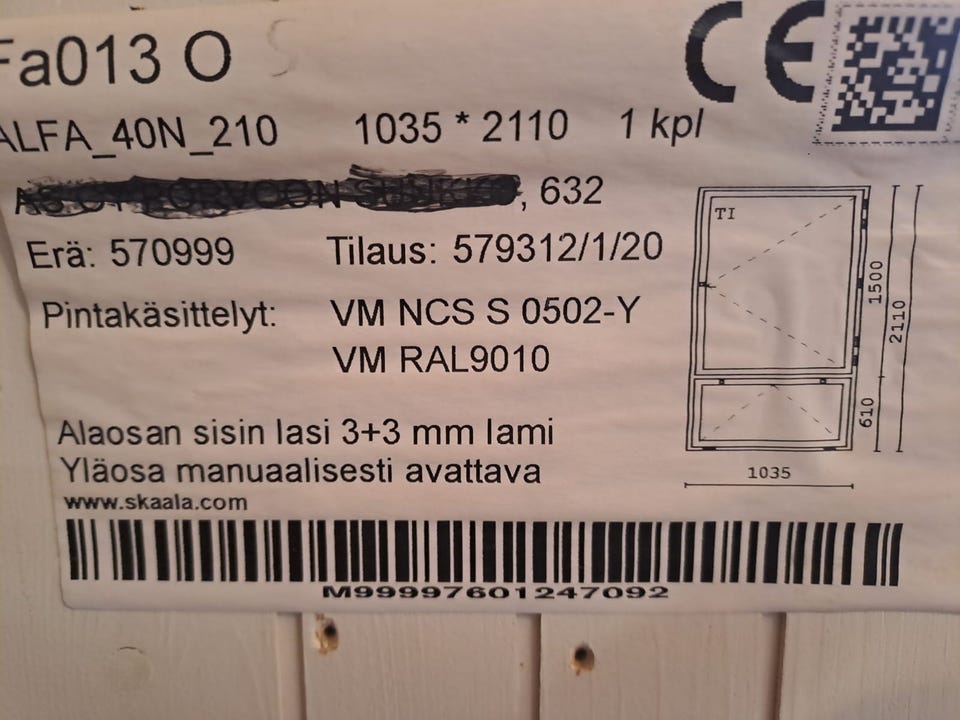 Fa013 O
CE
ALFA_40N_210 1035 * 2110 1 kpl
, 632
Erä: 570999 Tilaus: 579312/1/20
Pintakäsittelyt: VM NCS S 0502-Y
VM RAL9010
Alaosan sisin lasi 3+3 mm lami
Yläosa manuaalisesti avattava
www.skaala.com
M99997601247092
TI
1500
2110
610
1035